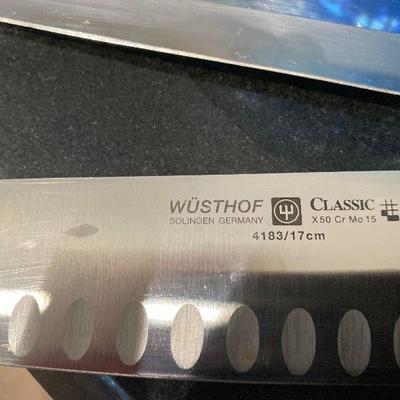 WÜSTHOF CLASSIC
SOLINGEN GERMANY X50 Cr Mo 15
4183/17cm